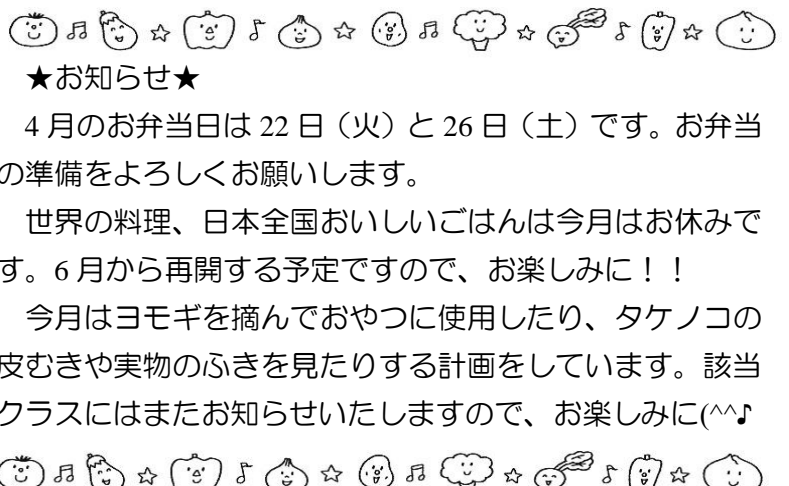 ★お知らせ★
4月のお弁当日は22日（火）と26日（土）です。お弁当
の準備をよろしくお願いします。
世界の料理、日本全国おいしいごはんは今月はお休みで
す。6月から再開する予定ですので、お楽しみに！！
今月はヨモギを摘んでおやつに使用したり、タケノコの
皮むきや実物のふきを見たりする計画をしています。該当
クラスにはまたお知らせいたしますので、お楽しみに(^^♪